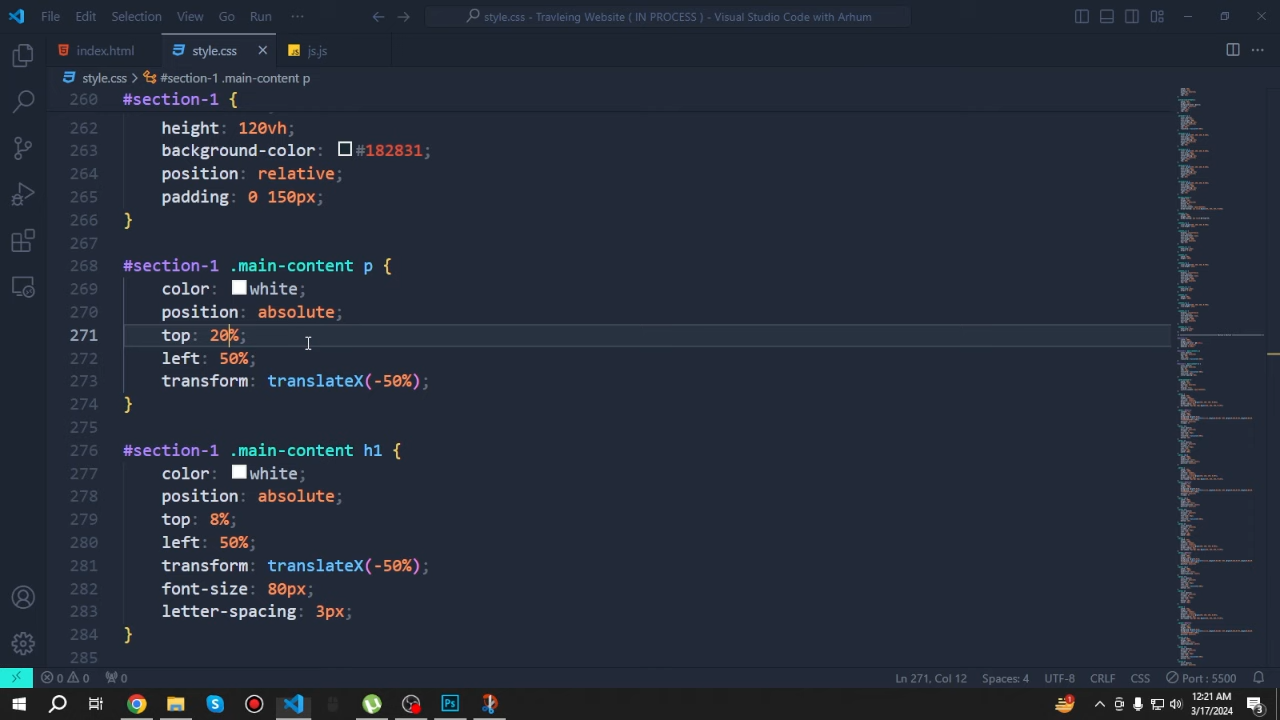 File Edit Selection View Go Run ··· style.css - Travleing Website ( IN PROCESS ) - Visual Studio Code with Arhum
index.html style.css js.js
style.css > #section-1 .main-content p
260 #section-1 {
262 height: 120vh;
263 background-color: #182831;
264 position: relative;
265 padding: 0 150px;
266 }
267
268 #section-1 .main-content p {
269 color: white;
270 position: absolute;
271 top: 20%;
272 left: 50%;
273 transform: translateX(-50%);
274 }
275
276 #section-1 .main-content h1 {
277 color: white;
278 position: absolute;
279 top: 8%;
280 left: 50%;
281 transform: translateX(-50%);
282 font-size: 80px;
283 letter-spacing: 3px;
284 }
285
0 0 0 Ln 271, Col 12 Spaces: 4 UTF-8 CRLF CSS Port : 5500
Ps 1 12:21 AM
3/17/2024 3